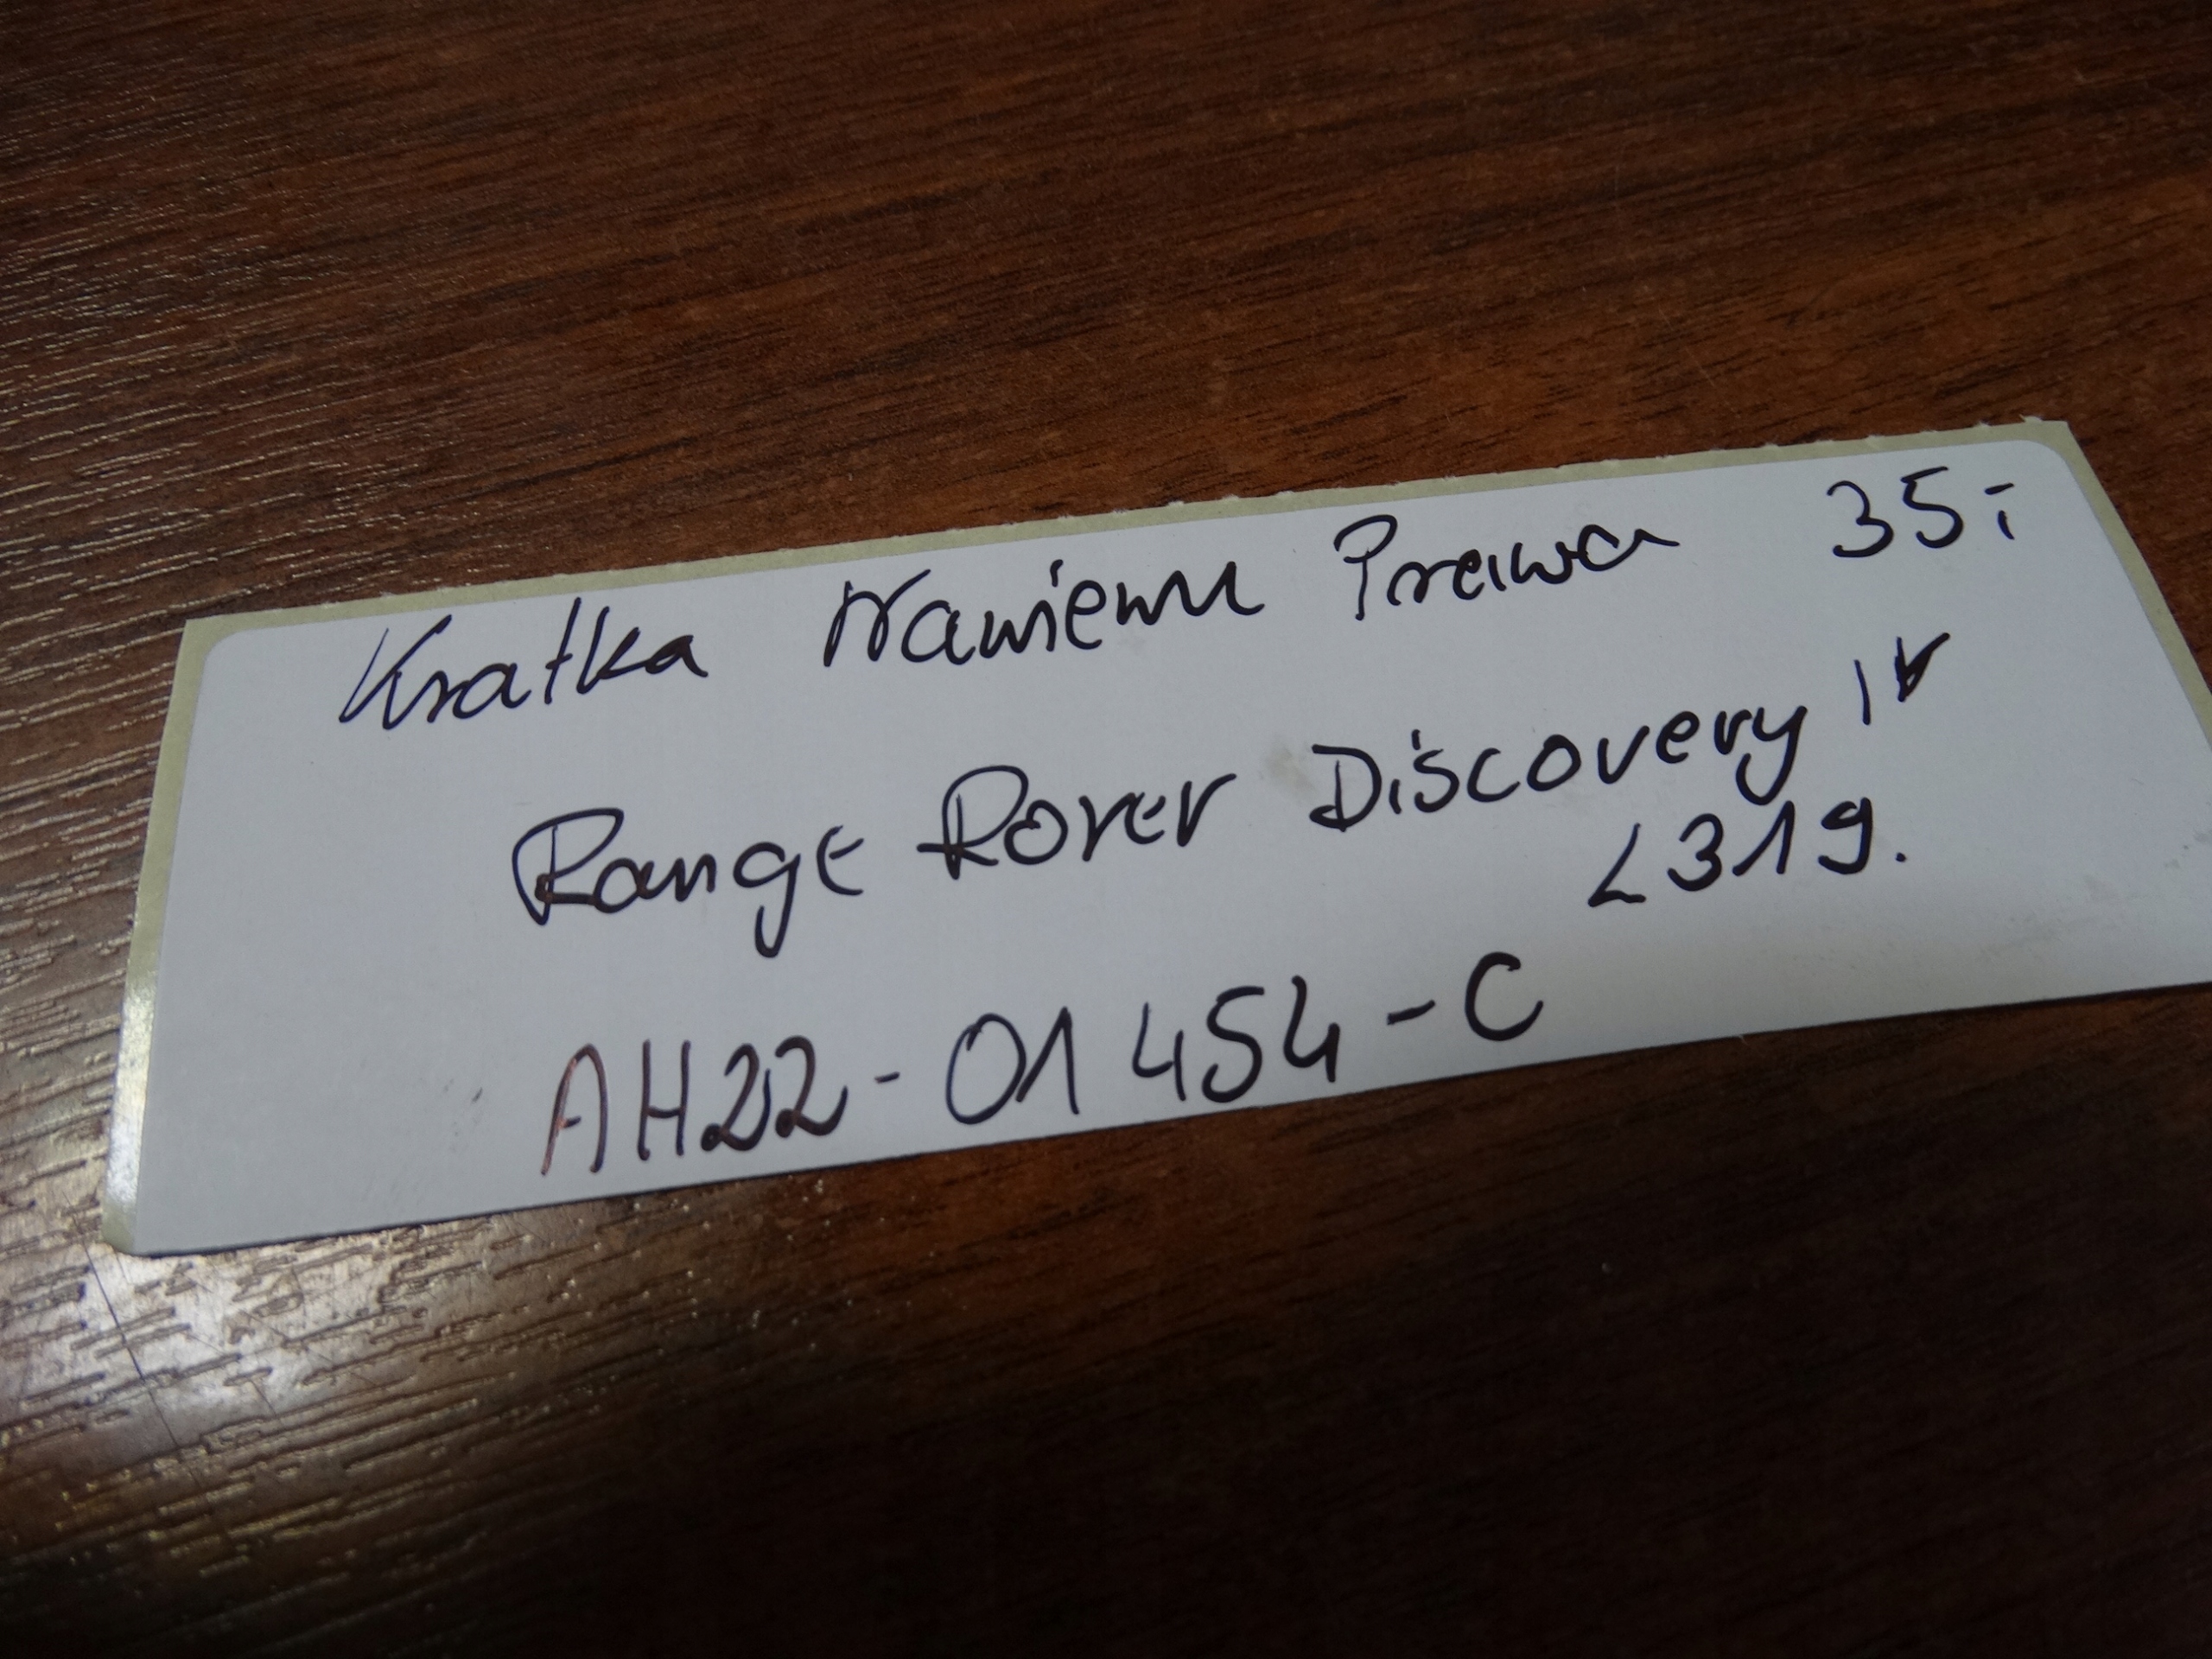 Kratka Nawiewu Prawa 35,-
Range Rover Discovery IV
L319.
AH22-01454-C